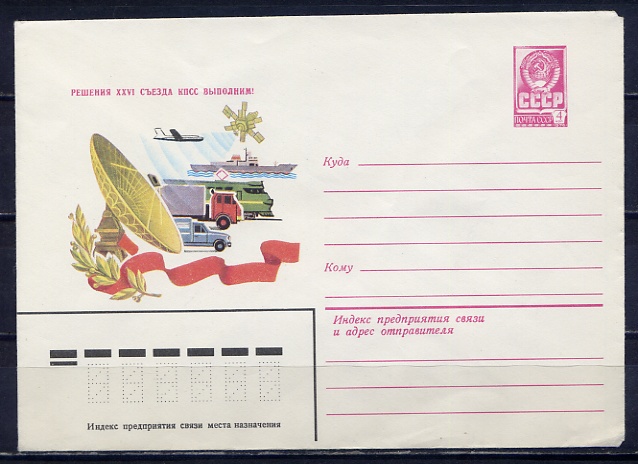 РЕШЕНИЯ XXVI СЪЕЗДА КПСС ВЫПОЛНИМ!
СССР
ПОЧТА СССР 4
Куда
Кому
Индекс предприятия связи
и адрес отправителя
Индекс предприятия связи места назначения